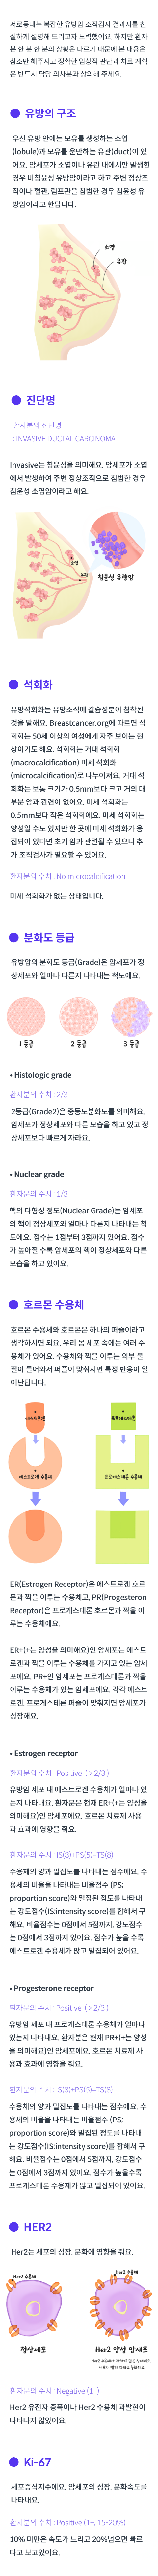 서로등대는 복잡한 유방암 조직검사 결과지를 친
절하게 설명해 드리고자 노력했어요. 하지만 환자
분 한 분 한 분의 상황은 다르기 때문에 본 내용은
참조만 해주시고 정확한 임상적 판단과 치료 계획
은 반드시 담당 의사분과 상의해 주세요.
유방의 구조
우선 유방 안에는 모유를 생성하는 소엽
(lobule)과 모유를 운반하는 유관(duct)이 있
어요. 암세포가 소엽이나 유관 내에서만 발생한
경우 비침윤성 유방암이라고 하고 주변 정상조
직이나 혈관, 림프관을 침범한 경우 침윤성 유
방암이라고 한답니다.
소엽
유관
진단명
환자분의 진단명
: INVASIVE DUCTAL CARCINOMA
Invasive는 침윤성을 의미해요. 암세포가 소엽
에서 발생하여 주변 정상조직으로 침범한 경우
침윤성 소엽암이라고 해요.
소엽
유관
침윤성 유관암
석회화
유방석회화는 유방조직에 칼슘성분이 침착된
것을 말해요. Breastcancer.org에 따르면 석
회화는 50세 이상의 여성에게 자주 보이는 현
상이기도 해요. 석회화는 거대 석회화
(macrocalcification) 미세 석회화
(microcalcification)로 나누어져요. 거대 석
회화는 보통 크기가 0.5mm보다 크고 거의 대
부분 암과 관련이 없어요. 미세 석회화는
0.5mm보다 작은 석회화에요. 미세 석회화는
양성일 수도 있지만 한 곳에 미세 석회화가 응
집되어 있다면 초기 암과 관련될 수 있으니 추
가 조직검사가 필요할 수 있어요.
환자분의 수치 : No microcalcification
미세 석회화가 없는 상태입니다.
분화도 등급
유방암의 분화도 등급(Grade)은 암세포가 정
상세포와 얼마나 다른지 나타내는 척도에요.
1 등급
2 등급
3 등급
• Histologic grade
환자분의 수치 : 2/3
2등급(Grade2)은 중등도분화도를 의미해요.
암세포가 정상세포와 다른 모습을 하고 있고 정
상세포보다 빠르게 자라요.
• Nuclear grade
환자분의 수치 : 1/3
핵의 다형성 정도(Nuclear Grade)는 암세포
의 핵이 정상세포와 얼마나 다른지 나타내는 척
도에요. 점수는 1점부터 3점까지 있어요. 점수
가 높아질 수록 암세포의 핵이 정상세포와 다른
모습을 하고 있어요.
호르몬 수용체
호르몬 수용체와 호르몬은 하나의 퍼즐이라고
생각하시면 되요. 우리 몸 세포 속에는 여러 수
용체가 있어요. 수용체와 짝을 이루는 외부 물
질이 들어와서 퍼즐이 맞춰지면 특정 반응이 일
어난답니다.
에스트로겐
프로게스테론
에스트로겐 수용체
프로게스테론 수용체
ER(Estrogen Receptor)은 에스트로겐 호르
몬과 짝을 이루는 수용체고, PR(Progesteron
Receptor)은 프로게스테론 호르몬과 짝을 이
루는 수용체에요.
ER+(+는 양성을 의미해요)인 암세포는 에스트
로겐과 짝을 이루는 수용체를 가지고 있는 암세
포에요. PR+인 암세포는 프로게스테론과 짝을
이루는 수용체가 있는 암세포에요. 각각 에스트
로겐, 프로게스테론 퍼즐이 맞춰지면 암세포가
성장해요.
• Estrogen receptor
환자분의 수치 : Positive ( > 2/3 )
유방암 세포 내 에스트로겐 수용체가 얼마나 있
는지 나타내요. 환자분은 현재 ER+(+는 양성을
의미해요)인 암세포에요. 호르몬 치료제 사용
과 효과에 영향을 줘요.
환자분의 수치 : IS(3)+PS(5)=TS(8)
수용체의 양과 밀집도를 나타내는 점수에요. 수
용체의 비율을 나타내는 비율점수 (PS;
proportion score)와 밀집된 정도를 나타내
는 강도점수(IS;intensity score)를 합해서 구
해요. 비율점수는 0점에서 5점까지, 강도점수
는 0점에서 3점까지 있어요. 점수가 높을 수록
에스트로겐 수용체가 많고 밀집되어 있어요.
• Progesterone receptor
환자분의 수치 : Positive ( > 2/3 )
유방암 세포 내 프로게스테론 수용체가 얼마나
있는지 나타내요. 환자분은 현재 PR+(+는 양성
을 의미해요)인 암세포에요. 호르몬 치료제 사
용과 효과에 영향을 줘요.
환자분의 수치 : IS(3)+PS(5)=TS(8)
수용체의 양과 밀집도를 나타내는 점수에요. 수
용체의 비율을 나타내는 비율점수 (PS;
proportion score)와 밀집된 정도를 나타내
는 강도점수(IS;intensity score)를 합해서 구
해요. 비율점수는 0점에서 5점까지, 강도점수
는 0점에서 3점까지 있어요. 점수가 높을수록
프로게스테론 수용체가 많고 밀집되어 있어요.
HER2
Her2는 세포의 성장, 분화에 영향을 줘요.
Her2 수용체
Her2 수용체
정상세포
Her2 양성 암세포
환자분의 수치 : Negative (1+)
Her2 유전자 증폭이나 Her2 수용체 과발현이
나타나지 않았어요.
Ki-67
세포증식지수에요. 암세포의 성장, 분화속도를
나타내요.
환자분의 수치 : Positive (1+, 15-20%)
10% 미만은 속도가 느리고 20%넘으면 빠르
다고 보고있어요.